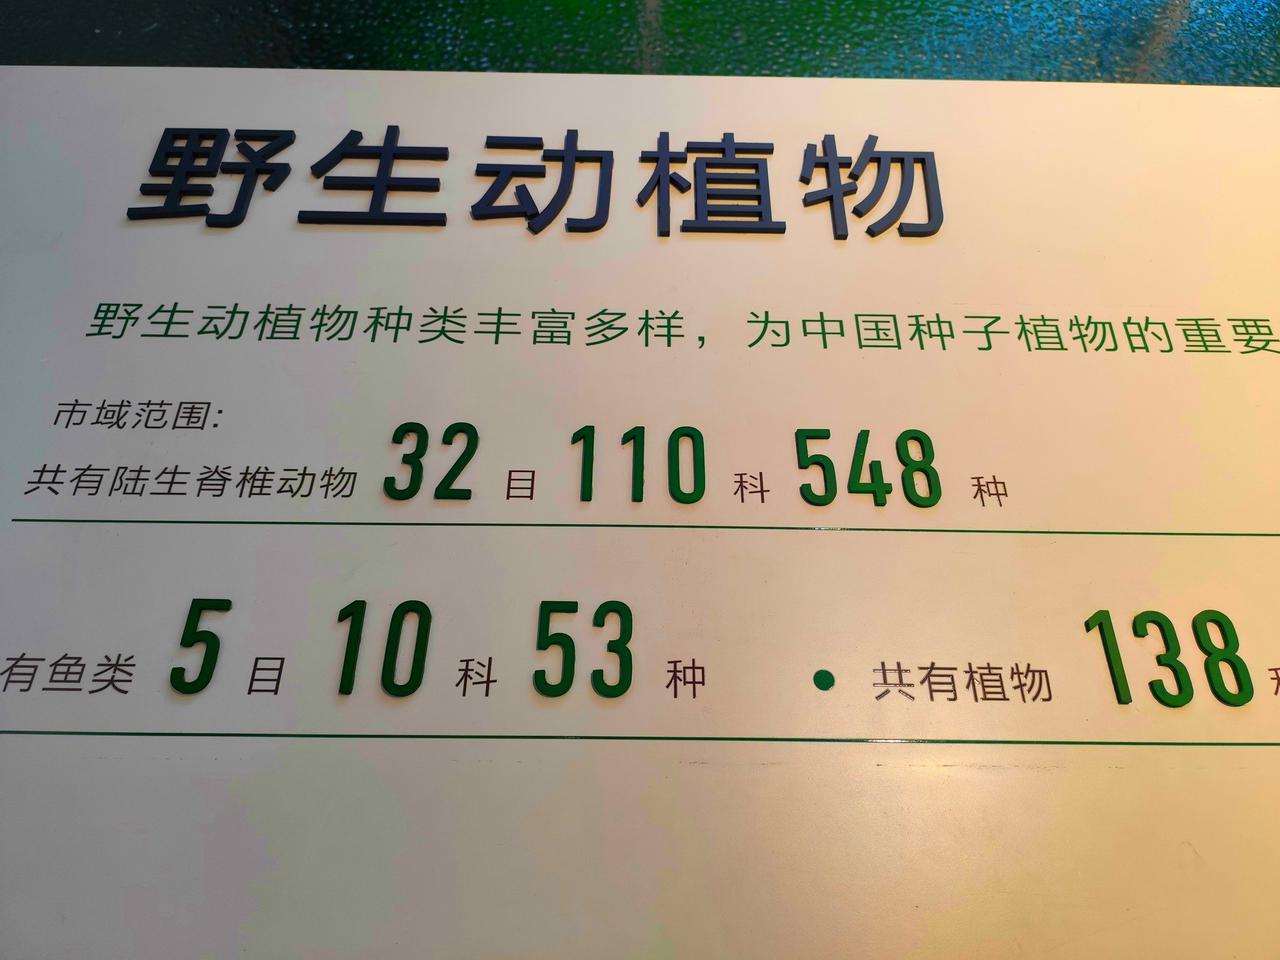 野生动植物
野生动植物种类丰富多样，为中国种子植物的重要
市域范围:
共有陆生脊椎动物 32 目 110 科 548 种
有鱼类 5 目 10 科 53 种 • 共有植物 138